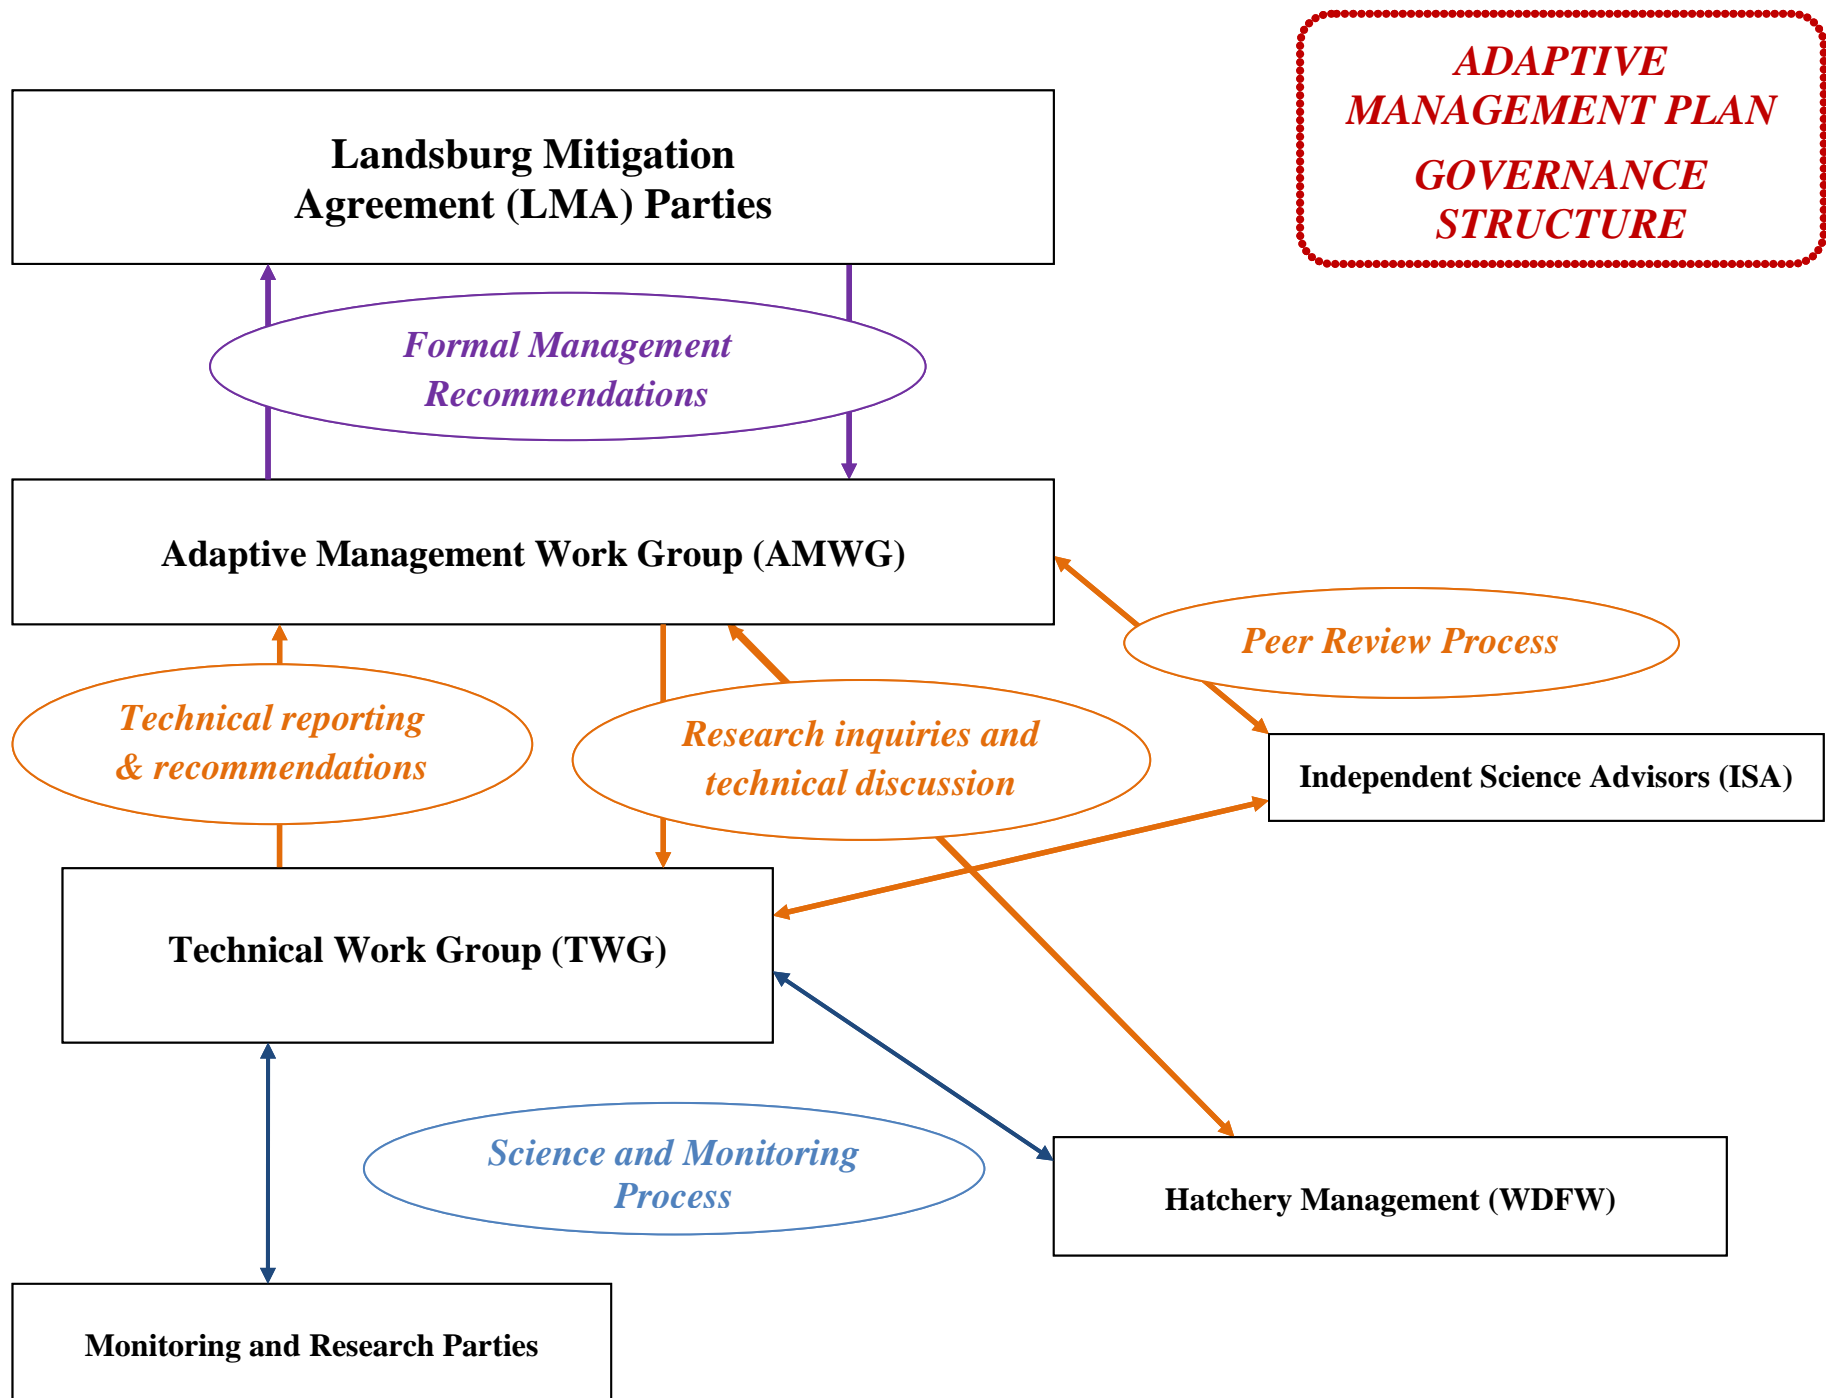 ADAPTIVE
MANAGEMENT PLAN
GOVERNANCE
STRUCTURE
Landsburg Mitigation
Agreement (LMA) Parties
Formal Management
Recommendations
Adaptive Management Work Group (AMWG)
Peer Review Process
Technical reporting
& recommendations
Research inquiries and
technical discussion
Independent Science Advisors (ISA)
Technical Work Group (TWG)
Science and Monitoring
Process
Hatchery Management (WDFW)
Monitoring and Research Parties